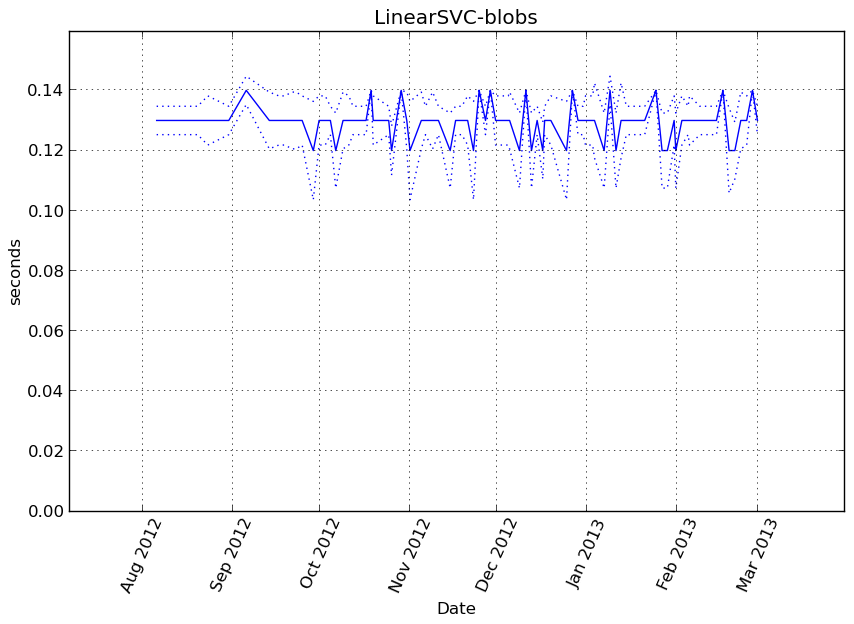 LinearSVC-blobs
seconds
0.14
0.12
0.10
0.08
0.06
0.04
0.02
0.00
Aug 2012
Sep 2012
Oct 2012
Nov 2012
Dec 2012
Jan 2013
Feb 2013
Mar 2013
Date